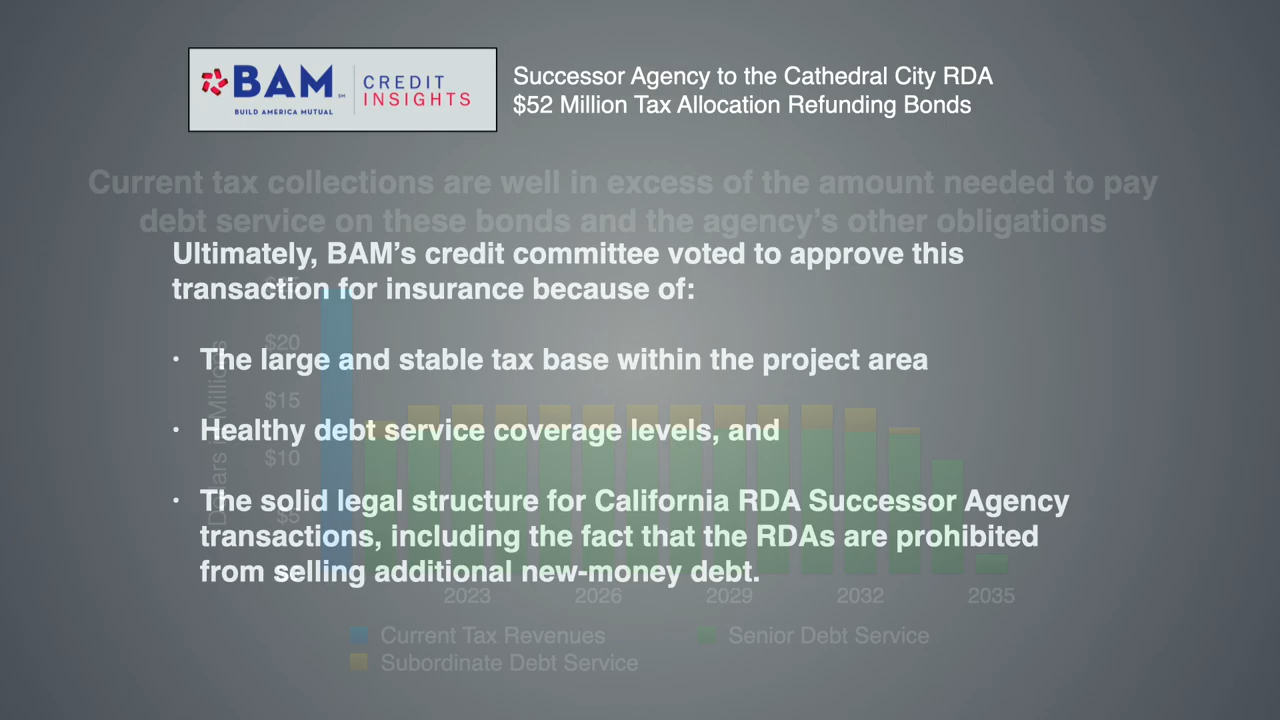 BAM
SM
BUILD AMERICA MUTUAL
CREDIT
INSIGHTS
Successor Agency to the Cathedral City RDA
$52 Million Tax Allocation Refunding Bonds
Current tax collections are well in excess of the amount needed to pay
debt service on these bonds and the agency's other obligations
Ultimately, BAM's credit committee voted to approve this
transaction for insurance because of:
• The large and stable tax base within the project area
• Healthy debt service coverage levels, and
• The solid legal structure for California RDA Successor Agency
transactions, including the fact that the RDAs are prohibited
from selling additional new-money debt.
$20
$15
$10
$5
2023 2026 2029 2032 2035
Current Tax Revenues
Senior Debt Service
Subordinate Debt Service